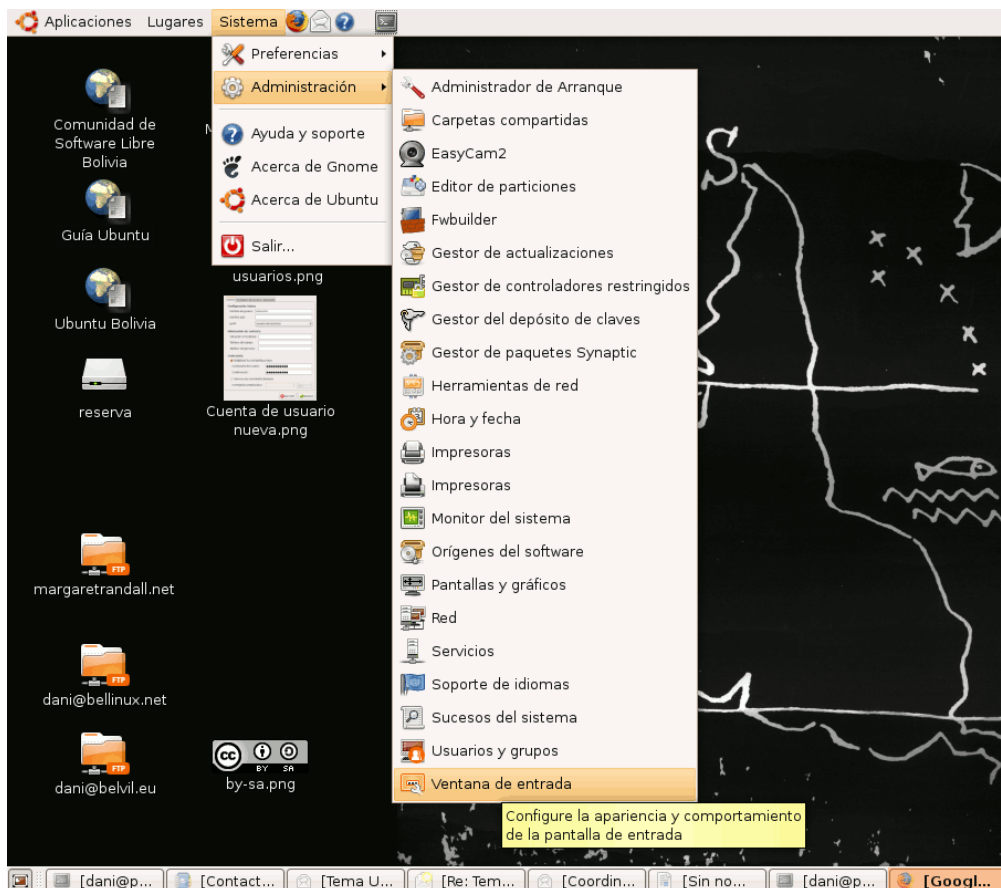 Aplicaciones Lugares Sistema
Preferencias
Administración
Ayuda y soporte
Acerca de Gnome
Acerca de Ubuntu
Salir...
Administrador de Arranque
Carpetas compartidas
EasyCam2
Editor de particiones
Fwbuilder
Gestor de actualizaciones
Gestor de controladores restringidos
Gestor del depósito de claves
Gestor de paquetes Synaptic
Herramientas de red
Hora y fecha
Impresoras
Impresoras
Monitor del sistema
Orígenes del software
Pantallas y gráficos
Red
Servicios
Soporte de idiomas
Sucesos del sistema
Usuarios y grupos
Ventana de entrada
Configure la apariencia y comportamiento
de la pantalla de entrada
Comunidad de
Software Libre
Bolivia
Guía Ubuntu
Ubuntu Bolivia
reserva
FTP
margaretrandall.net
FTP
dani@bellinux.net
FTP
dani@belvil.eu
usuarios.png
Cuenta de usuario
nueva.png
cc BY SA
by-sa.png
S
[dani@p... [Contact... [Tema U... [Re: Tem... [Coordin... [Sin no... [dani@p... [Googl...